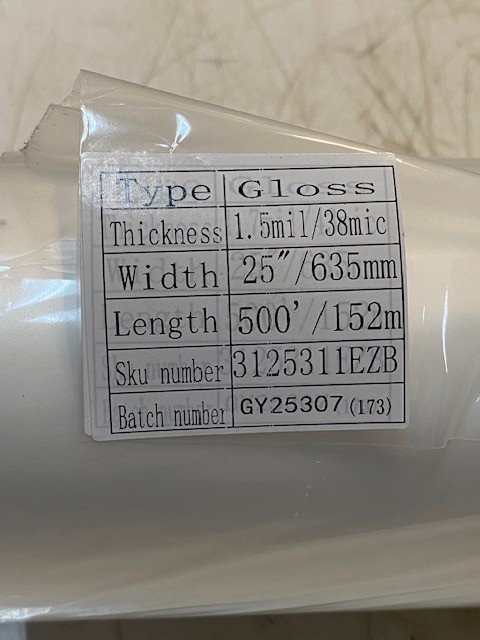 Type Gloss
Thickness 1.5mil/38mic
Width 25″/635mm
Length 500'/152m
Sku number 3125311EZB
Batch number GY25307 (173)